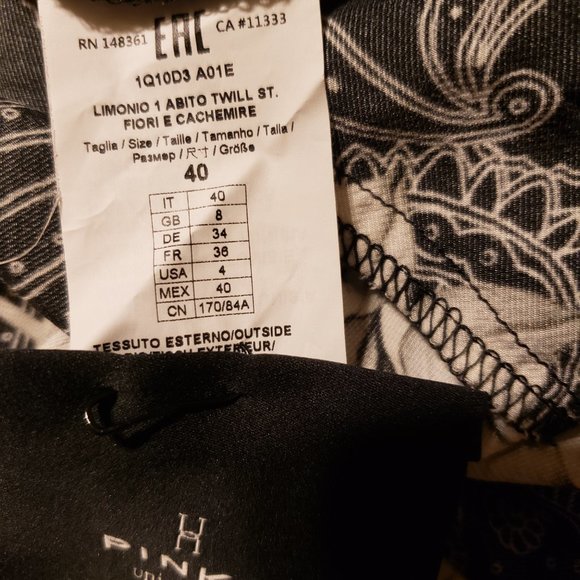 RN 148361 EAC CA #11333
1Q10D3 A01E
LIMONIO 1 ABITO TWILL ST.
FIORI E CACHEMIRE
Taglia / Size / Taille / Tamanho / Talla /
Размер / 尺寸 / Größe
40
IT 40
GB 8
DE 34
FR 36
USA 4
MEX 40
CN 170/84A
TESSUTO ESTERNO/OUTSIDE
EXTERIEUR/
PINK